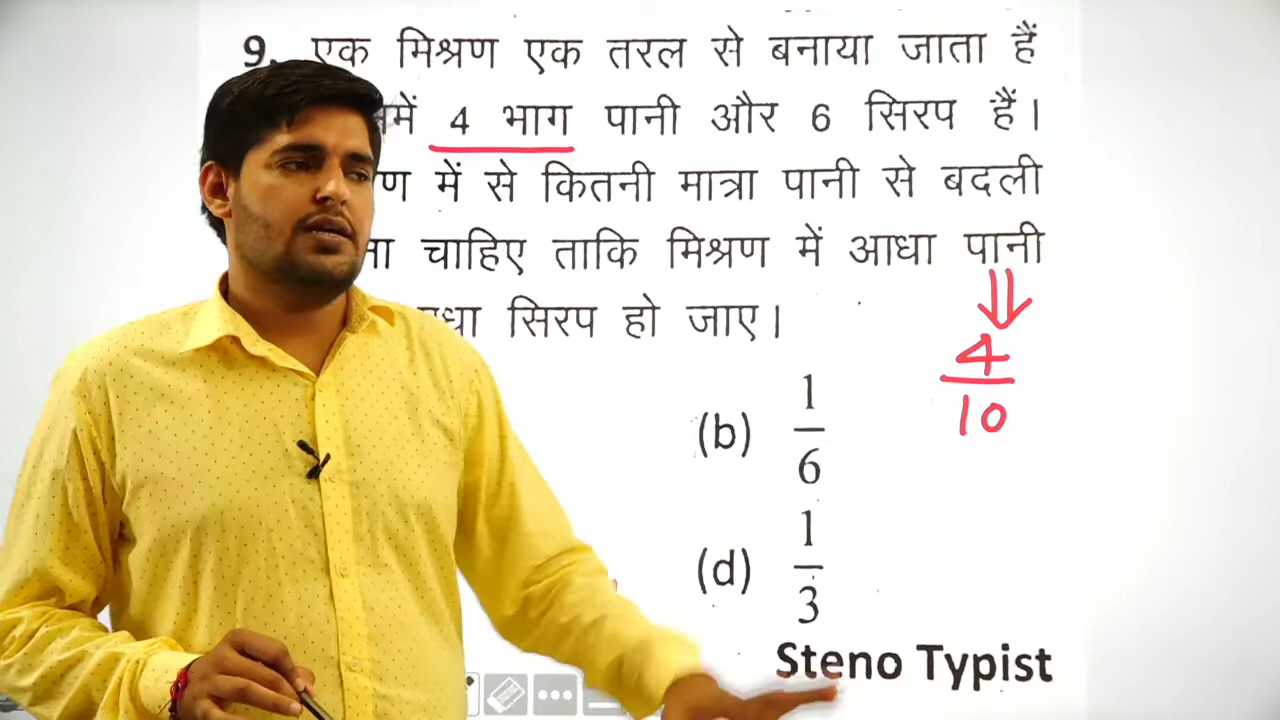 9. एक मिश्रण एक तरल से बनाया जाता हैं
में 4 भाग पानी और 6 सिरप हैं।
में से कितनी मात्रा पानी से बदली
चाहिए ताकि मिश्रण में आधा पानी
सिरप हो जाए।
4
10
(b) 1
6
(d) 1
3
Steno Typist